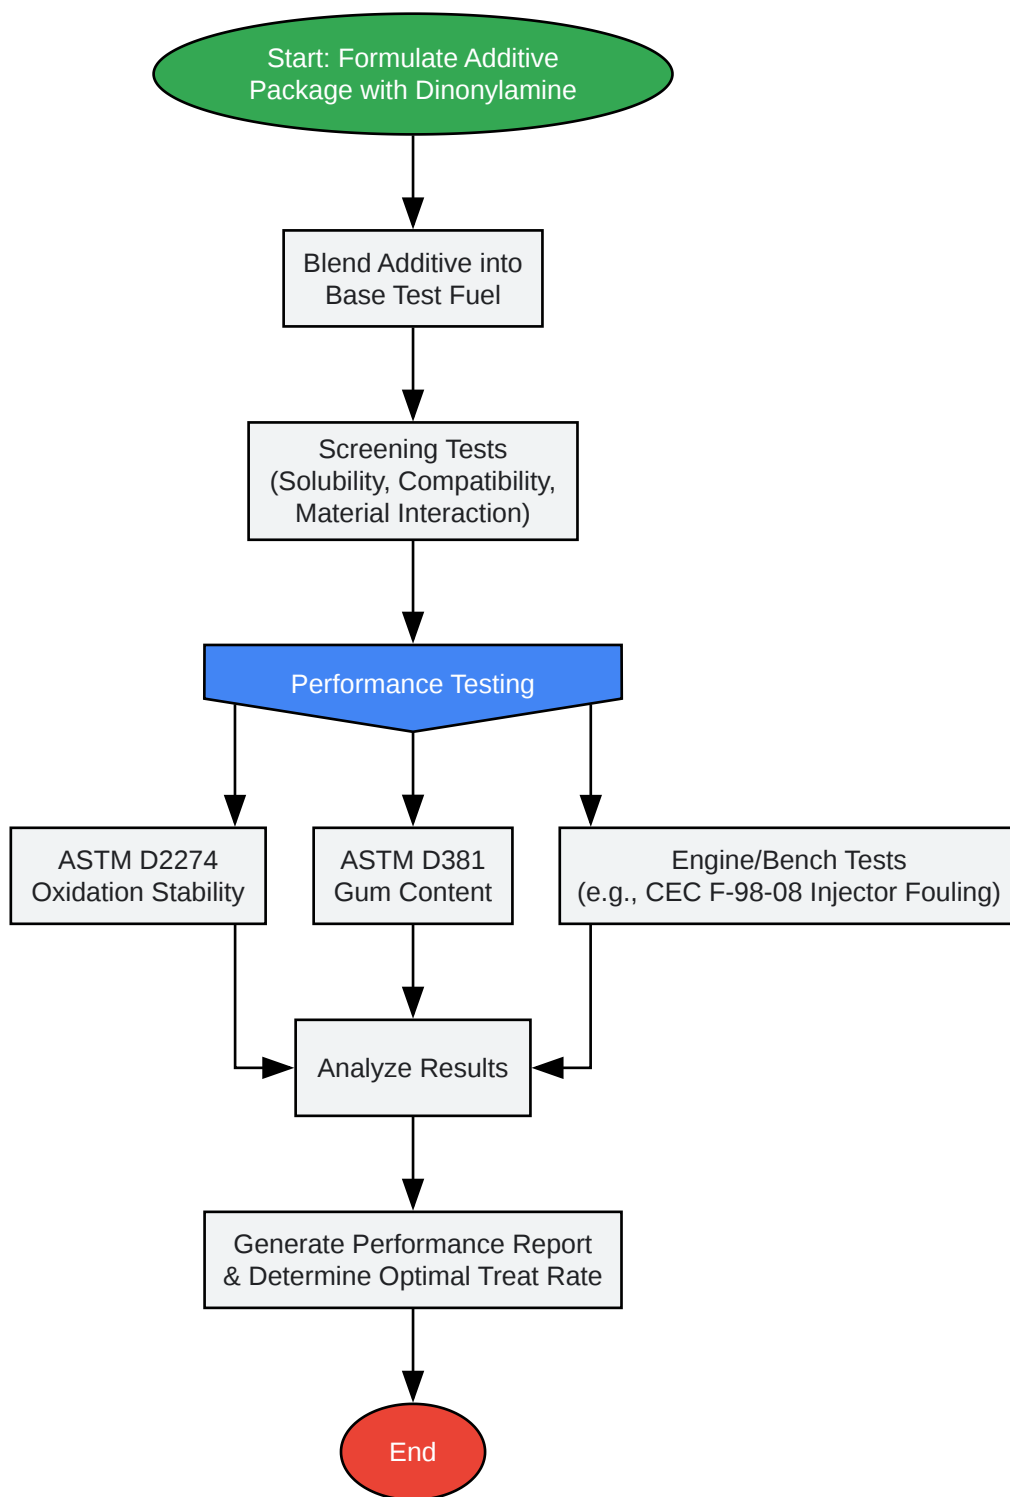 Start: Formulate Additive
Package with Dinonylamine
Blend Additive into
Base Test Fuel
Screening Tests
(Solubility, Compatibility,
Material Interaction)
Performance Testing
ASTM D2274
Oxidation Stability
ASTM D381
Gum Content
Engine/Bench Tests
(e.g., CEC F-98-08 Injector Fouling)
Analyze Results
Generate Performance Report
& Determine Optimal Treat Rate
End